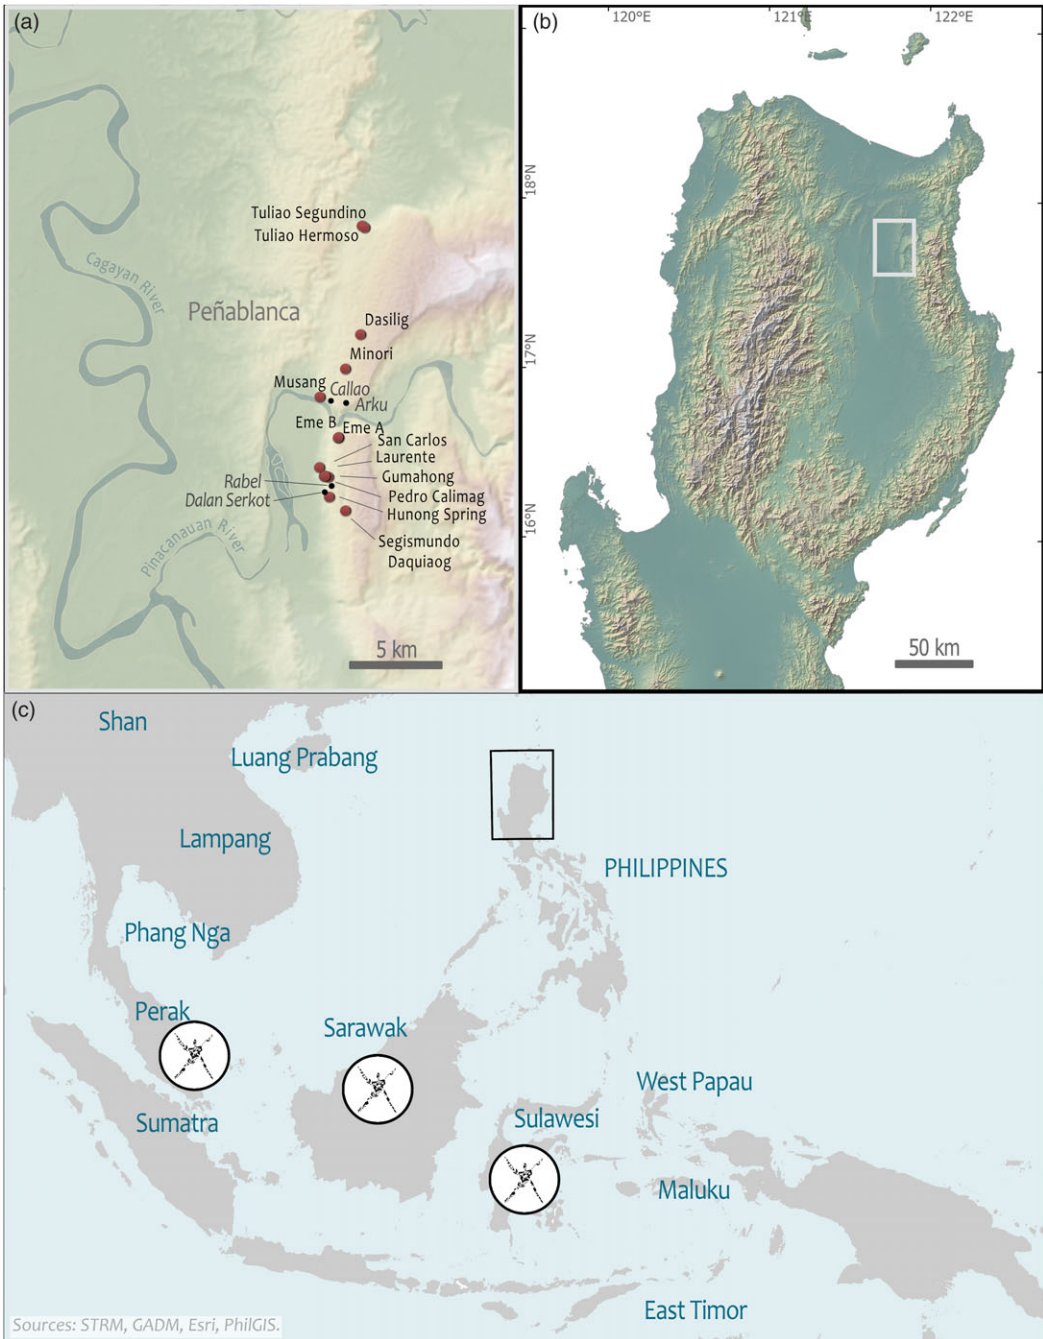 (a)
Tuliao Segundino
Tuliao Hermoso
Cagayan River
Peñablanca
Dasilig
Minori
Musang
Callao
Arku
Eme B
Eme A
San Carlos
Laurente
Gumahong
Rabel
Pedro Calimag
Dalan Serkot
Hunong Spring
Segismundo
Daquiaog
Pinacanauan River
5 km
(b)
120°E
121°E
122°E
18°N
17°N
16°N
50 km
(c)
Shan
Luang Prabang
Lampang
PHILIPPINES
Phang Nga
Perak
Sarawak
West Papau
Sumatra
Sulawesi
Maluku
East Timor
Sources: STRM, GADM, Esri, PhilGIS.